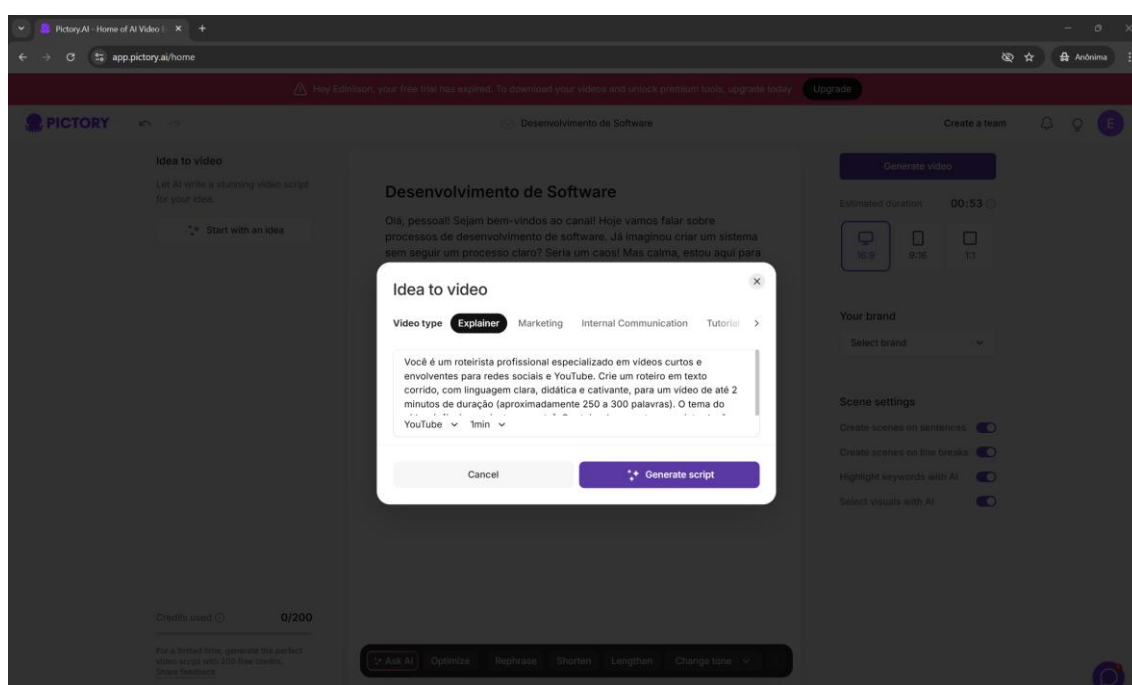 Pictory.AI - Home of AI Video
app.pictory.ai/home
Anônima
Hey Edmilson, your free trial has expired. To download your videos and unlock premium tools, upgrade today
Upgrade
PICTORY
Desenvolvimento de Software
Create a team
E
Idea to video
Let AI write a stunning video script
for your idea.
Start with an idea
Desenvolvimento de Software
Olá, pessoal! Sejam bem-vindos ao canal! Hoje vamos falar sobre
processos de desenvolvimento de software. Já imaginou criar um sistema
sem seguir um processo claro? Seria um caos! Mas calma, estou aqui para
Generate video
Estimated duration 00:53
16:9 9:16 1:1
Your brand
Select brand
Scene settings
Create scenes on sentences
Create scenes on line breaks
Highlight keywords with AI
Select visuals with AI
Idea to video
Video type Explainer Marketing Internal Communication Tutorial
Você é um roteirista profissional especializado em vídeos curtos e
envolventes para redes sociais e YouTube. Crie um roteiro em texto
corrido, com linguagem clara, didática e cativante, para um vídeo de até 2
minutos de duração (aproximadamente 250 a 300 palavras). O tema do
YouTube 1min
Cancel
Generate script
Credits used 0/200
For a limited time, generate the perfect
video script with 200 free credits.
Share feedback
Ask AI Optimize Rephrase Shorten Lengthen Change tone